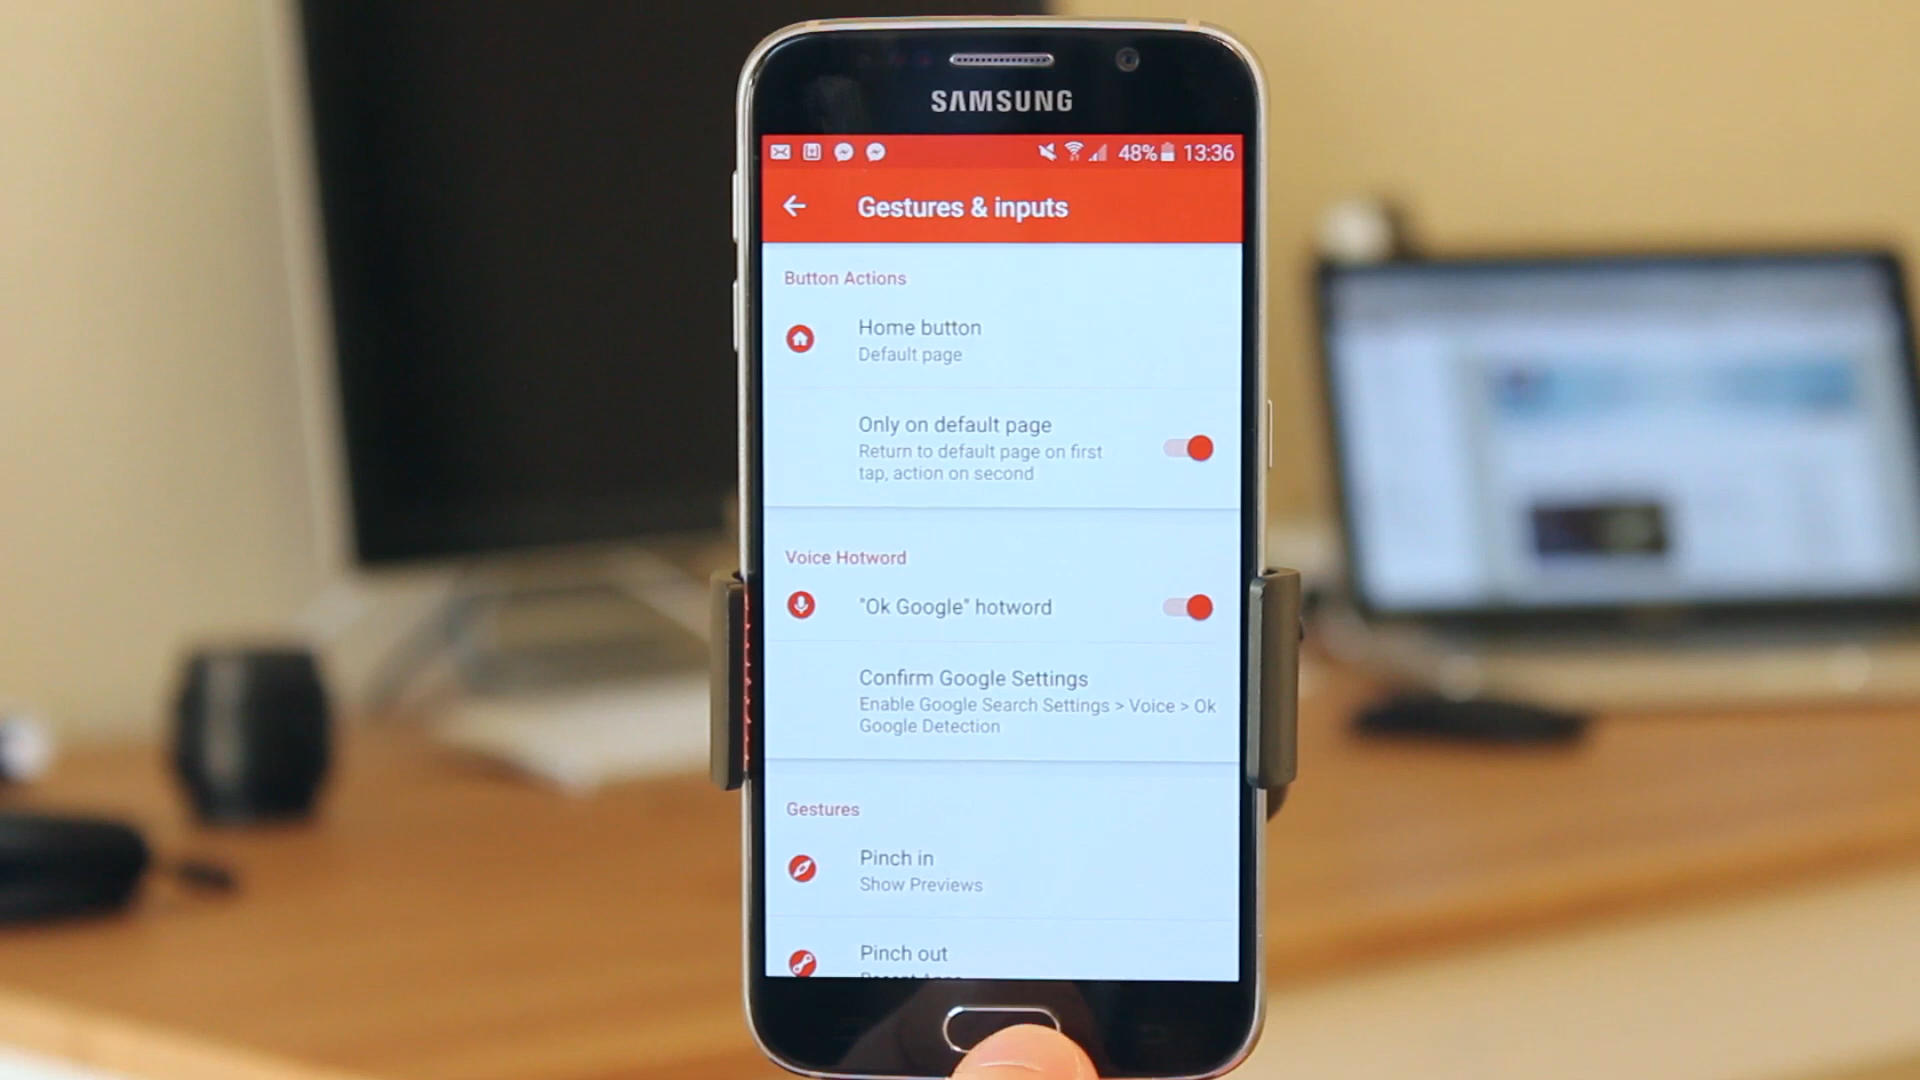 SAMSUNG
48% 13:36
Gestures & inputs
Button Actions
Home button
Default page
Only on default page
Return to default page on first
tap, action on second
Voice Hotword
"Ok Google" hotword
Confirm Google Settings
Enable Google Search Settings > Voice > Ok
Google Detection
Gestures
Pinch in
Show Previews
Pinch out